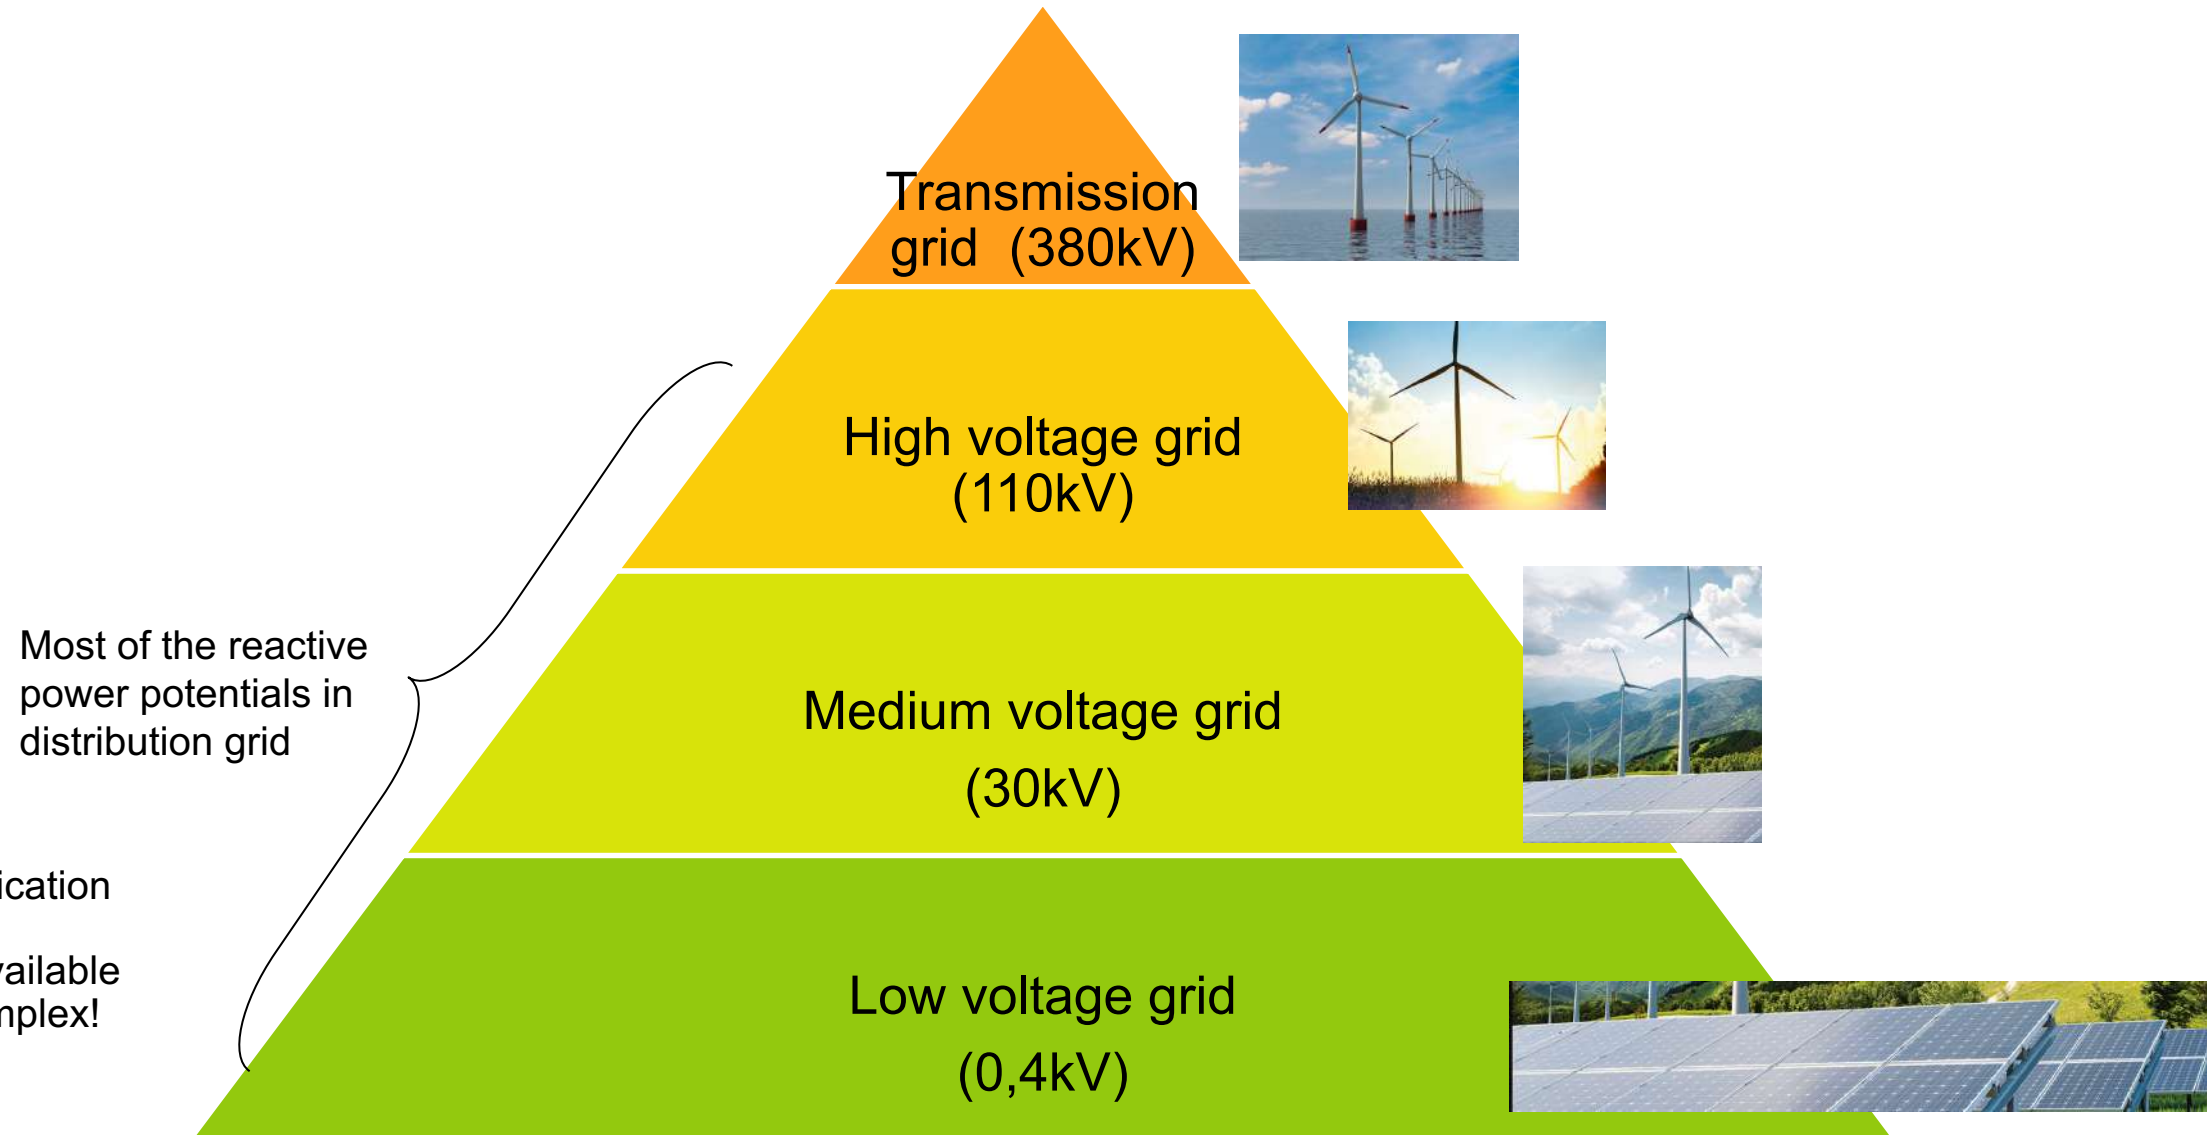 Transmission
grid (380kV)
High voltage grid
(110kV)
Most of the reactive
power potentials in
distribution grid
Medium voltage grid
(30kV)
Low voltage grid
(0,4kV)